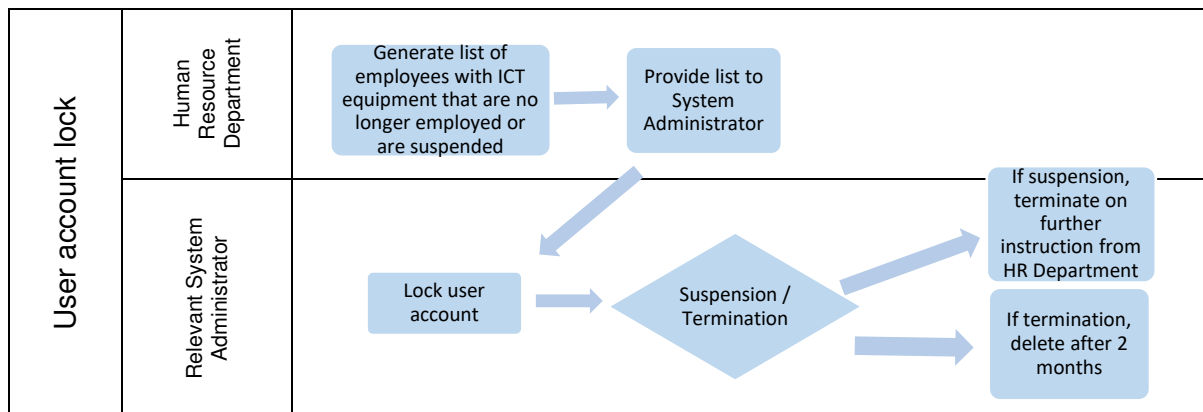 User account lock
Human
Resource
Department
Generate list of
employees with ICT
equipment that are no
longer employed or
are suspended
Provide list to
System
Administrator
Relevant System
Administrator
Lock user
account
Suspension /
Termination
If suspension,
terminate on
further
instruction from
HR Department
If termination,
delete after 2
months